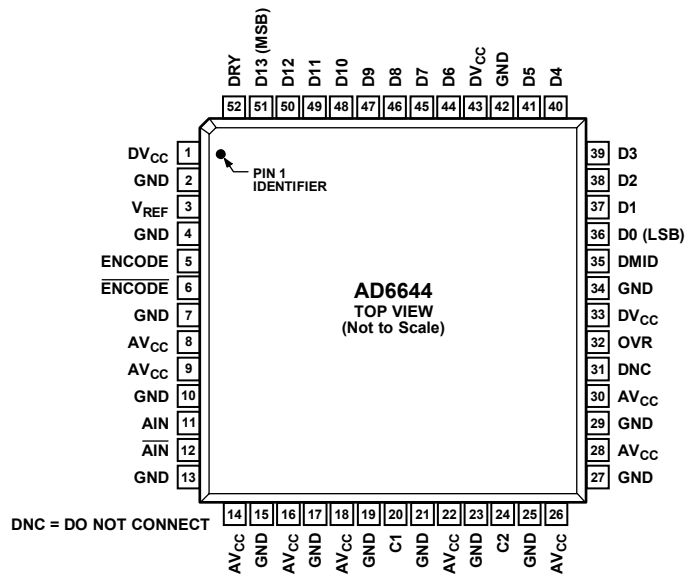 DRY D13 (MSB) D12 D11 D10 D9 D8 D7 D6 DVCC GND D5 D4
52 51 50 49 48 47 46 45 44 43 42 41 40
DVCC 1
GND 2
VREF 3
GND 4
ENCODE 5
ENCODE 6
GND 7
AVCC 8
AVCC 9
GND 10
AIN 11
AIN 12
GND 13
PIN 1
IDENTIFIER
AD6644
TOP VIEW
(Not to Scale)
39 D3
38 D2
37 D1
36 D0 (LSB)
35 DMID
34 GND
33 DVCC
32 OVR
31 DNC
30 AVCC
29 GND
28 AVCC
27 GND
14 15 16 17 18 19 20 21 22 23 24 25 26
AVCC GND AVCC GND AVCC GND C1 GND AVCC GND C2 GND AVCC
DNC = DO NOT CONNECT